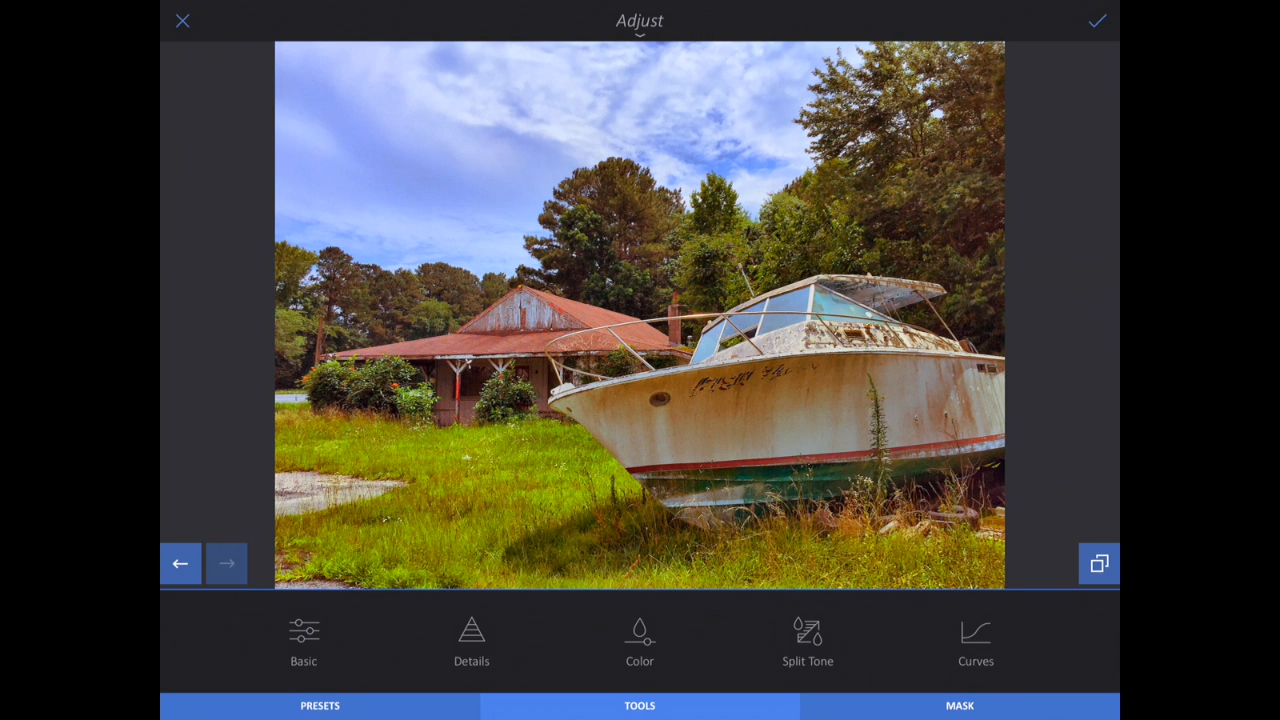 Adjust
Basic
Details
Color
Split Tone
Curves
PRESETS
TOOLS
MASK